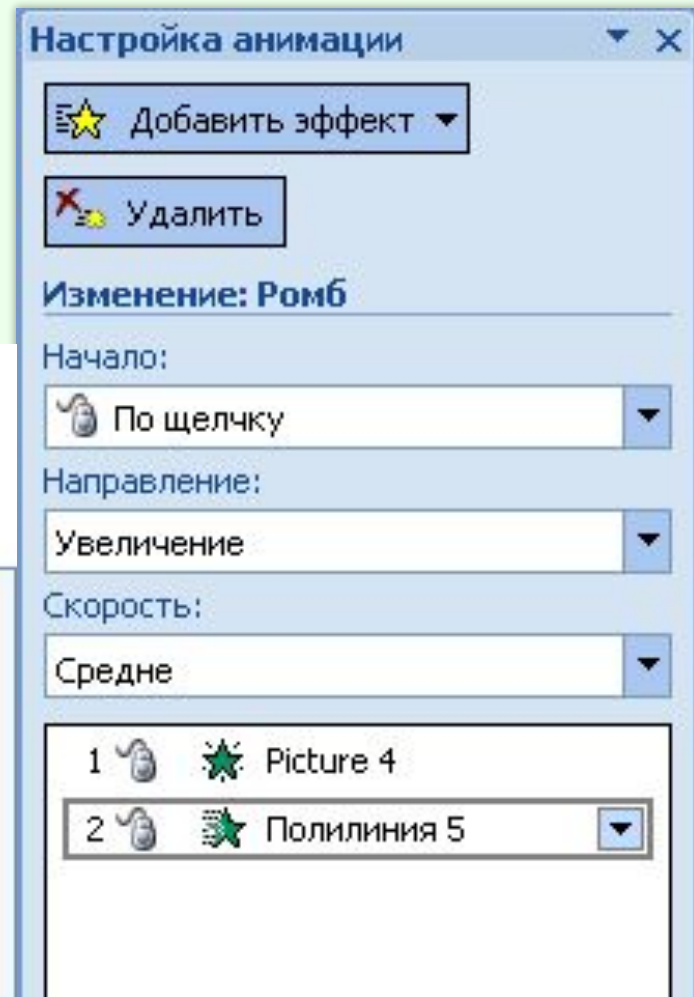 Настройка анимации
Добавить эффект
Удалить
Изменение: Ромб
Начало:
По щелчку
Направление:
Увеличение
Скорость:
Средне
1 Picture 4
2 Полилиния 5